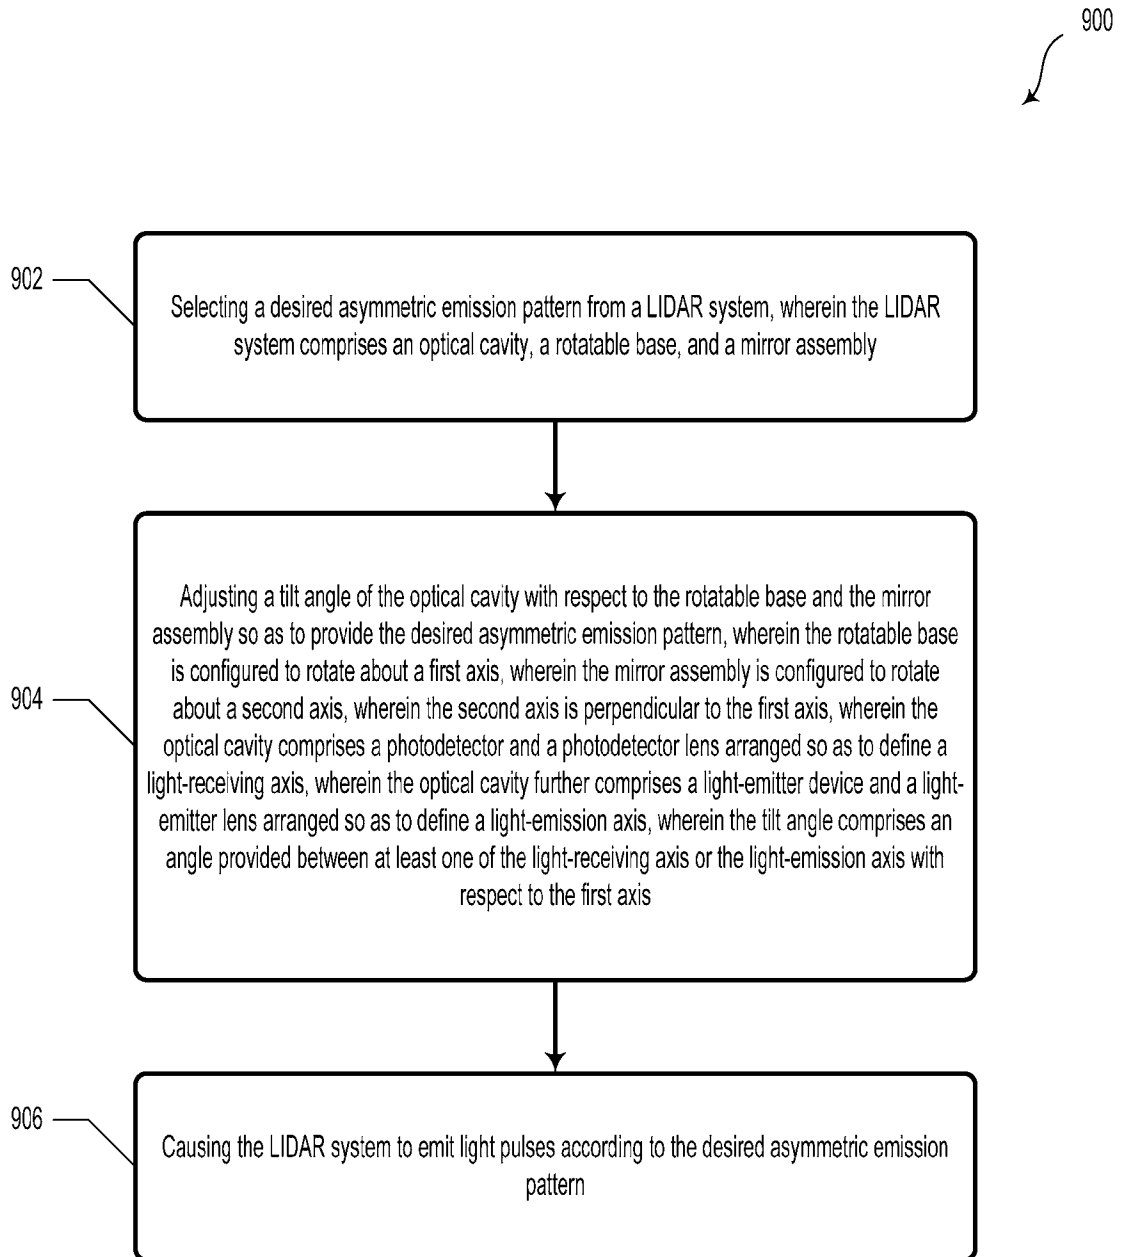 900
902
Selecting a desired asymmetric emission pattern from a LIDAR system, wherein the LIDAR
system comprises an optical cavity, a rotatable base, and a mirror assembly
904
Adjusting a tilt angle of the optical cavity with respect to the rotatable base and the mirror
assembly so as to provide the desired asymmetric emission pattern, wherein the rotatable base
is configured to rotate about a first axis, wherein the mirror assembly is configured to rotate
about a second axis, wherein the second axis is perpendicular to the first axis, wherein the
optical cavity comprises a photodetector and a photodetector lens arranged so as to define a
light-receiving axis, wherein the optical cavity further comprises a light-emitter device and a light-
emitter lens arranged so as to define a light-emission axis, wherein the tilt angle comprises an
angle provided between at least one of the light-receiving axis or the light-emission axis with
respect to the first axis
906
Causing the LIDAR system to emit light pulses according to the desired asymmetric emission
pattern